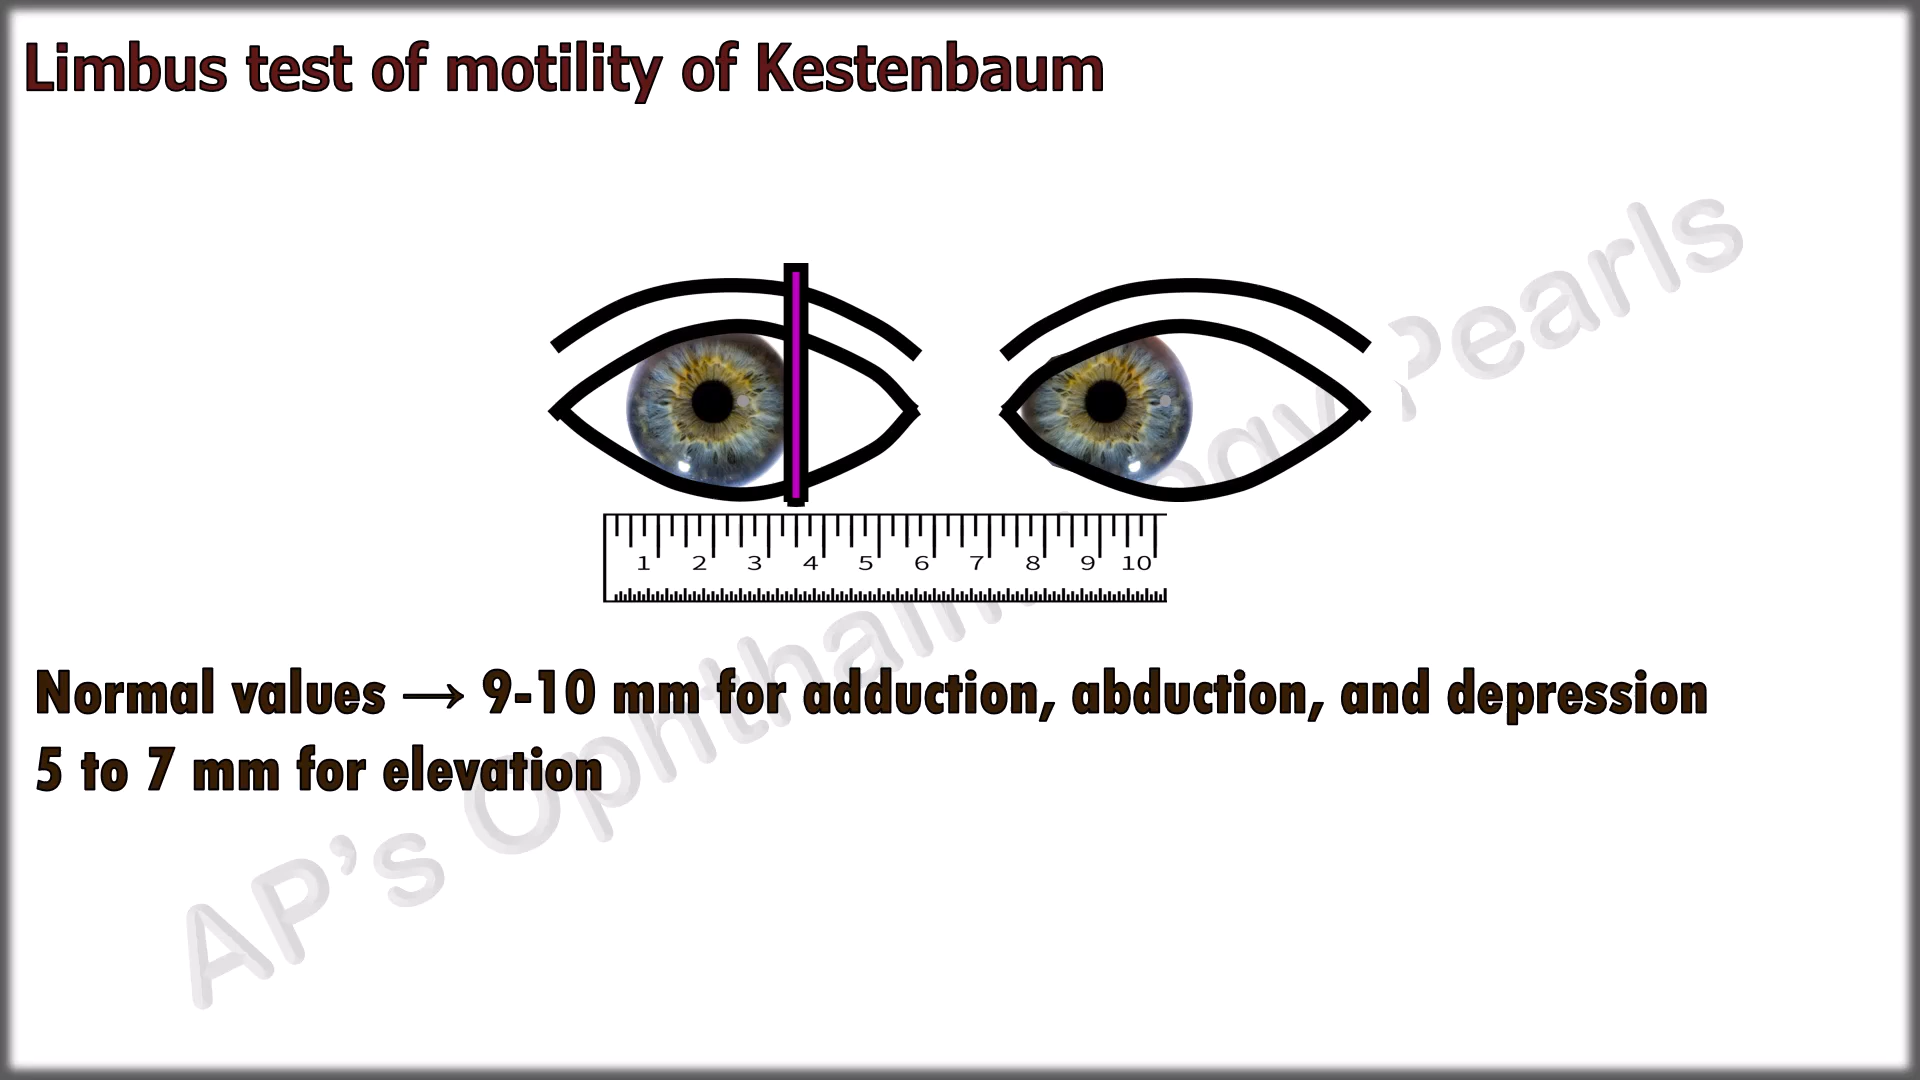 Limbus test of motility of Kestenbaum
1 2 3 4 5 6 7 8 9 10
Normal values → 9-10 mm for adduction, abduction, and depression
5 to 7 mm for elevation
AP's Ophthalmology Pearls